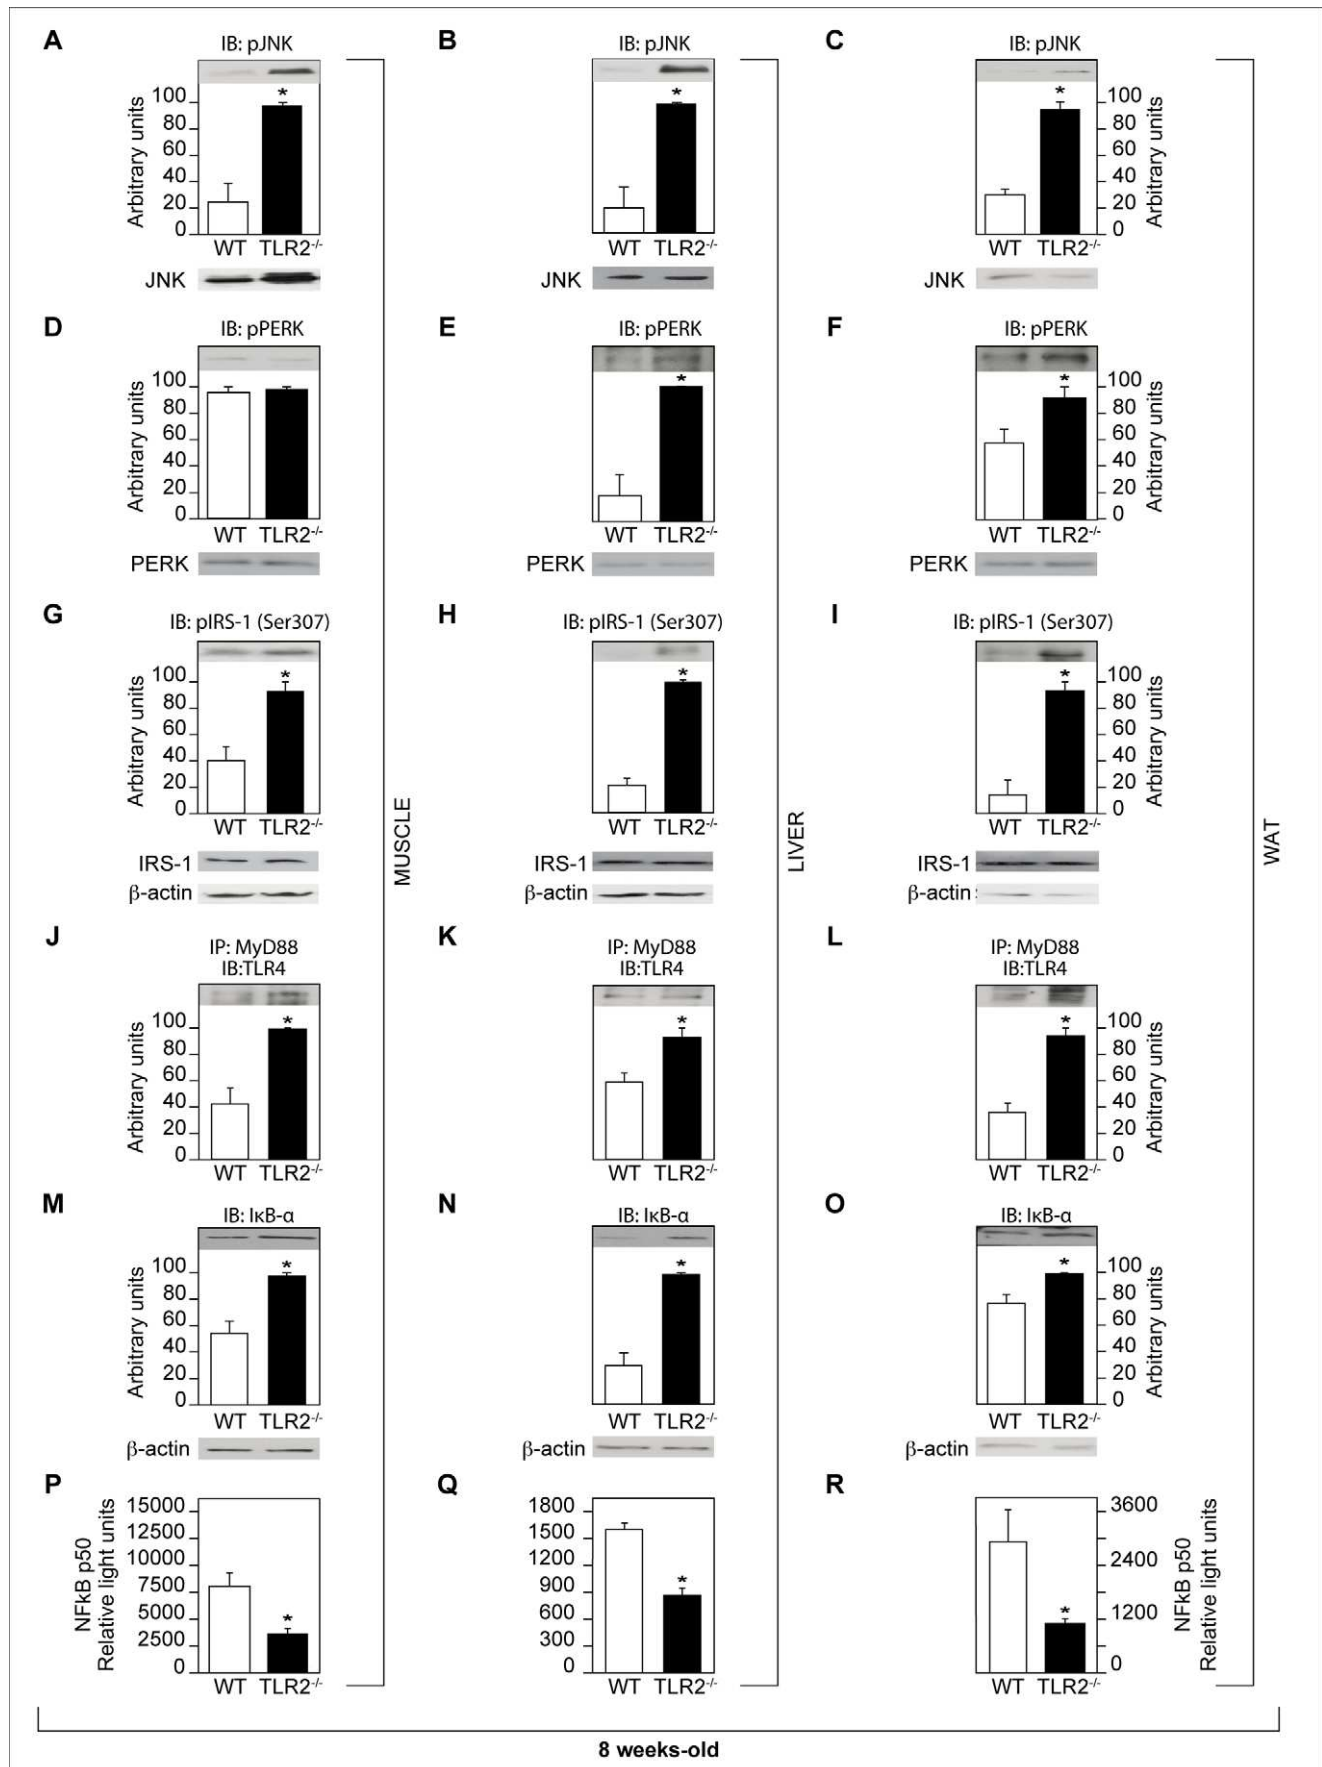 A
B
C
IB: pJNK
IB: pJNK
IB: pJNK
Arbitrary units
100
80
60
40
20
0
*
*
*
100
80
60
40
20
0
Arbitrary units
WT TLR2-/-
WT TLR2-/-
WT TLR2-/-
JNK
JNK
JNK
D
E
F
IB: pPERK
IB: pPERK
IB: pPERK
Arbitrary units
100
80
60
40
20
0
*
*
100
80
60
40
20
0
Arbitrary units
WT TLR2-/-
WT TLR2-/-
WT TLR2-/-
PERK
PERK
PERK
G
H
I
IB: pIRS-1 (Ser307)
IB: pIRS-1 (Ser307)
IB: pIRS-1 (Ser307)
Arbitrary units
100
80
60
40
20
0
*
*
*
100
80
60
40
20
0
Arbitrary units
WT TLR2-/-
WT TLR2-/-
WT TLR2-/-
MUSCLE
LIVER
WAT
IRS-1
IRS-1
IRS-1
β-actin
β-actin
β-actin
J
K
L
IP: MyD88
IB:TLR4
IP: MyD88
IB:TLR4
IP: MyD88
IB:TLR4
Arbitrary units
100
80
60
40
20
0
*
*
*
100
80
60
40
20
0
Arbitrary units
WT TLR2-/-
WT TLR2-/-
WT TLR2-/-
M
N
O
IB: IκB-α
IB: IκB-α
IB: IκB-α
Arbitrary units
100
80
60
40
20
0
*
*
*
100
80
60
40
20
0
Arbitrary units
WT TLR2-/-
WT TLR2-/-
WT TLR2-/-
β-actin
β-actin
β-actin
P
Q
R
NFkB p50
Relative light units
15000
12500
10000
7500
5000
2500
0
*
1800
1500
1200
900
600
300
0
*
*
3600
2400
1200
0
NFkB p50
Relative light units
WT TLR2-/-
WT TLR2-/-
WT TLR2-/-
8 weeks-old